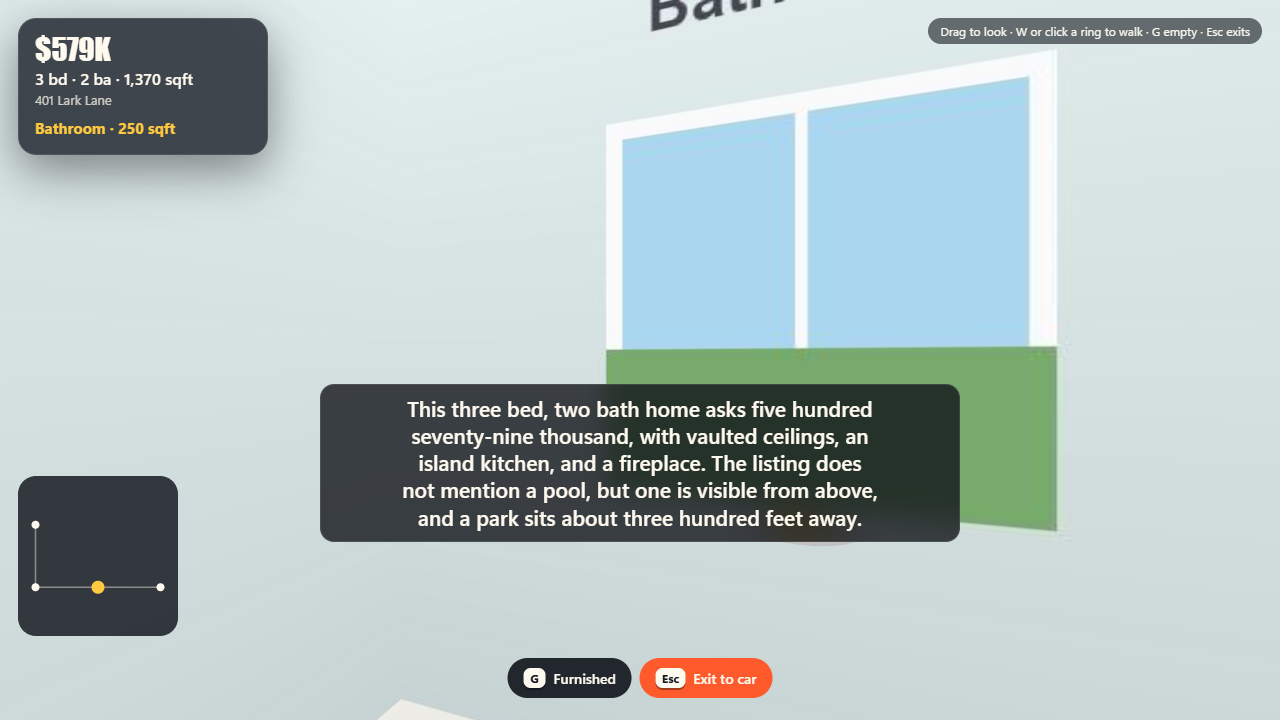 $579K
3 bd · 2 ba · 1,370 sqft
401 Lark Lane
Bathroom · 250 sqft
Drag to look · W or click a ring to walk · G empty · Esc exits
This three bed, two bath home asks five hundred
seventy-nine thousand, with vaulted ceilings, an
island kitchen, and a fireplace. The listing does
not mention a pool, but one is visible from above,
and a park sits about three hundred feet away.
G Furnished
Esc Exit to car